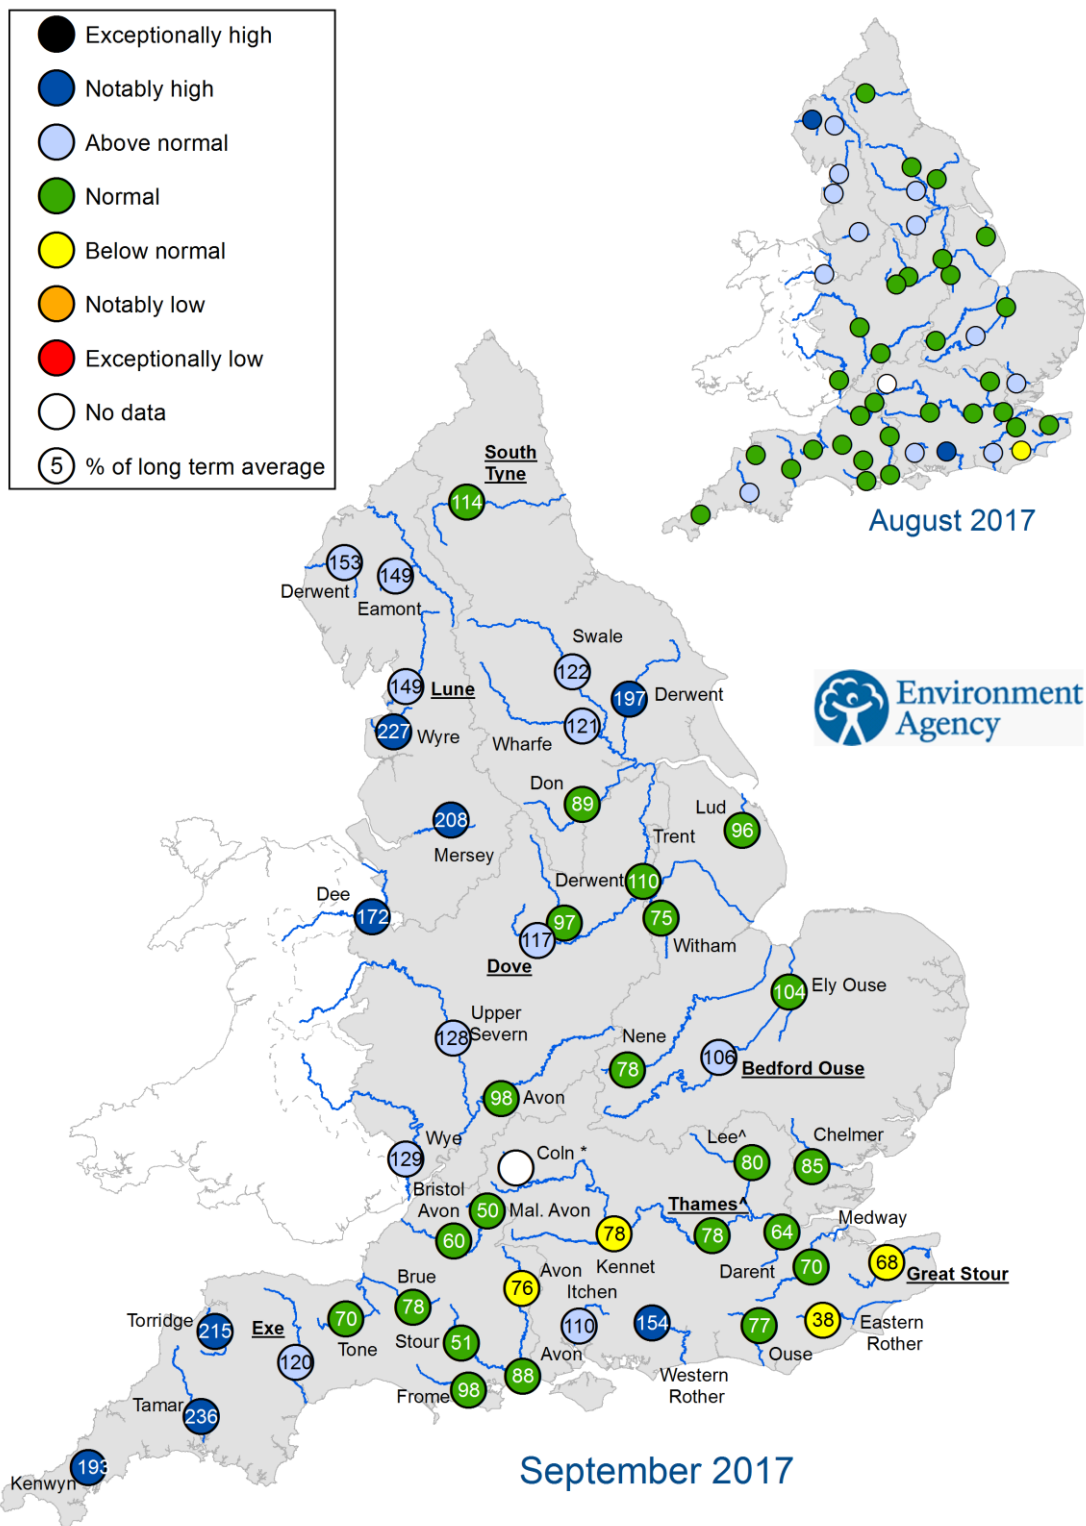 Exceptionally high
Notably high
Above normal
Normal
Below normal
Notably low
Exceptionally low
No data
5 % of long term average
August 2017
South
Tyne
114
153
Derwent
149
Eamont
Swale
122
149
Lune
197
Derwent
227
Wyre
Wharfe
121
Environment
Agency
Don
89
Lud
96
208
Mersey
Trent
Derwent
110
Dee
172
97
75
Witham
117
Dove
104
Ely Ouse
Upper
Severn
128
Nene
78
106
Bedford Ouse
98
Avon
Wye
129
Coln *
Lee^
80
Chelmer
85
Bristol
Avon
50
Mal. Avon
60
Thames^
78
78
Kennet
64
Darent
Medway
70
68
Great Stour
Avon
76
Itchen
110
Brue
78
70
Tone
Stour
51
Avon
88
Frome
98
154
Western
Rother
77
Ouse
38
Eastern
Rother
Torridge
215
Exe
120
Tamar
236
193
Kenwyn
September 2017